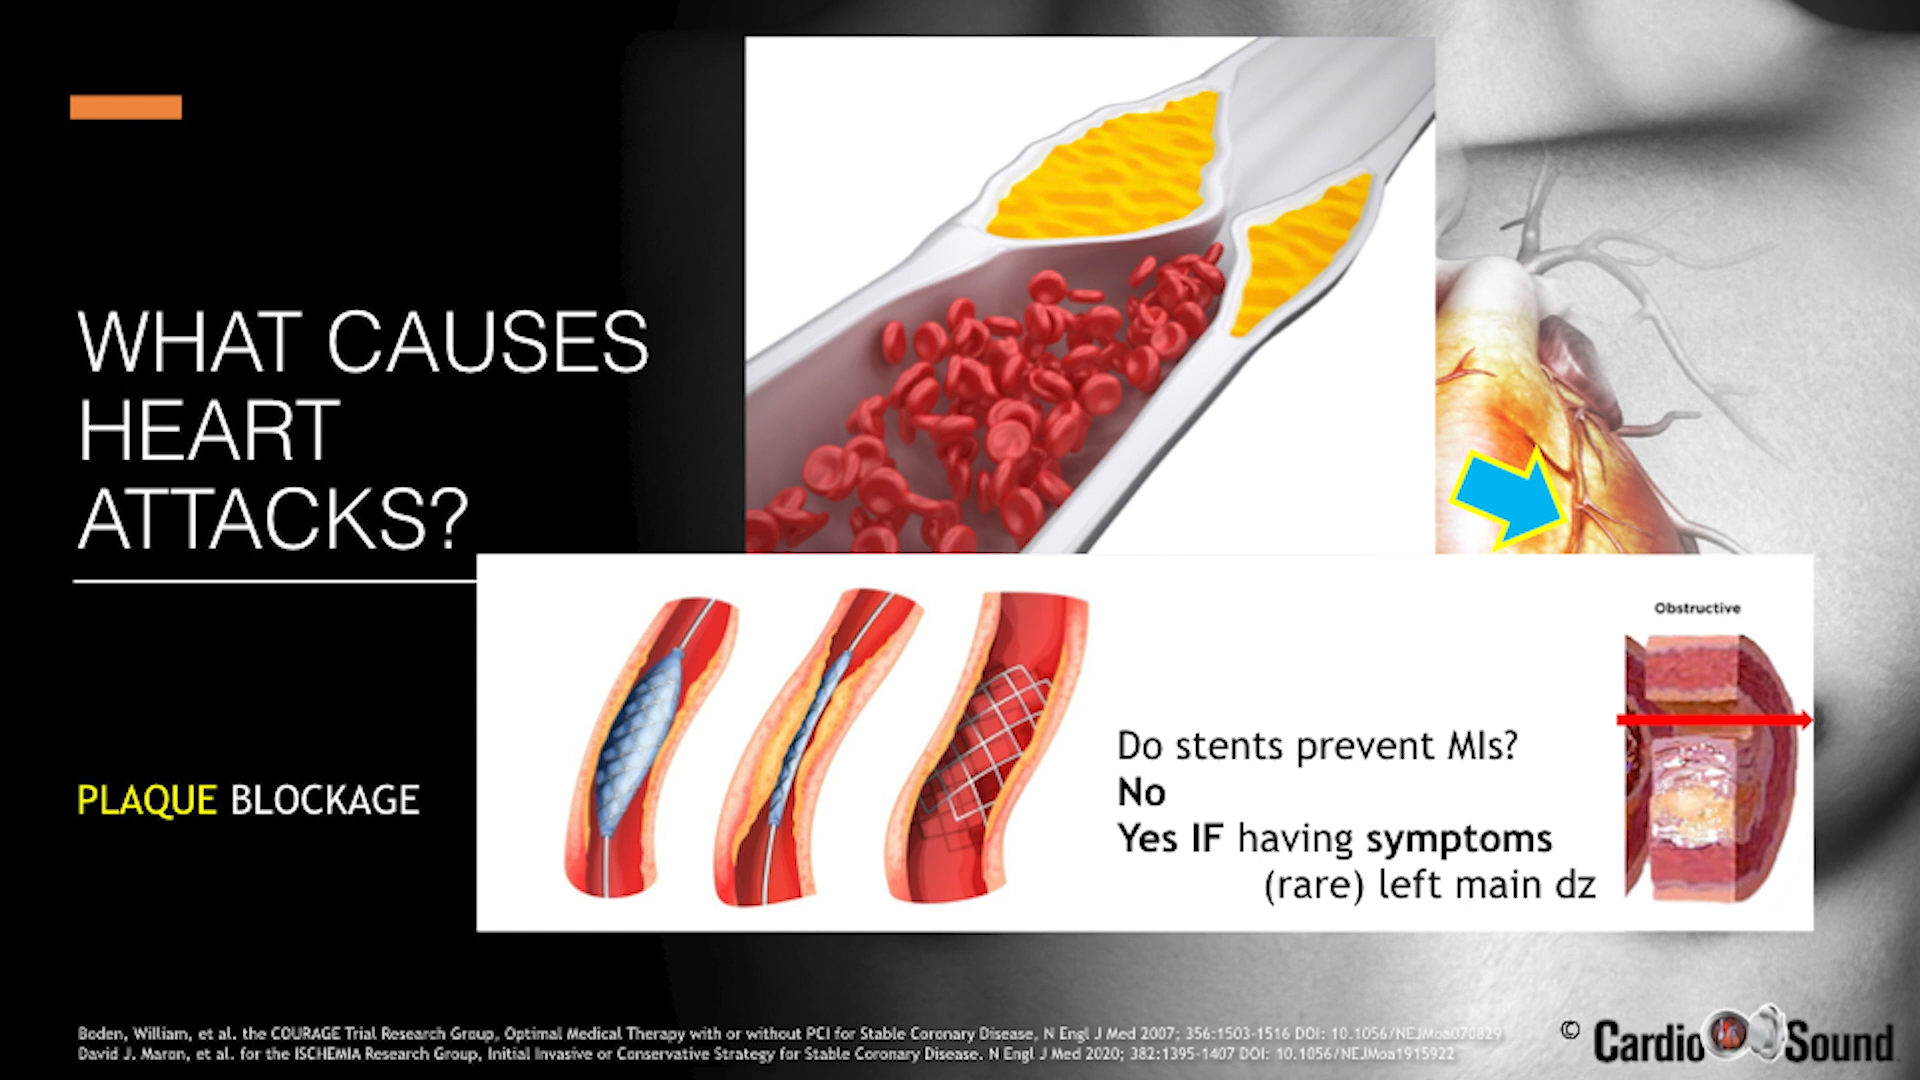 WHAT CAUSES
HEART
ATTACKS?
PLAQUE BLOCKAGE
Obstructive
Do stents prevent MIs?
No
Yes IF having symptoms
(rare) left main dz
Boden, William, et al. the COURAGE Trial Research Group, Optimal Medical Therapy with or without PCI for Stable Coronary Disease, N Engl J Med 2007; 356:1503-1516 DOI: 10.1056/NEJMoa070829
David J. Maron, et al. for the ISCHEMIA Research Group, Initial Invasive or Conservative Strategy for Stable Coronary Disease. N Engl J Med 2020; 382:1395-1407 DOI: 10.1056/NEJMoa1915922
© Cardio Sound